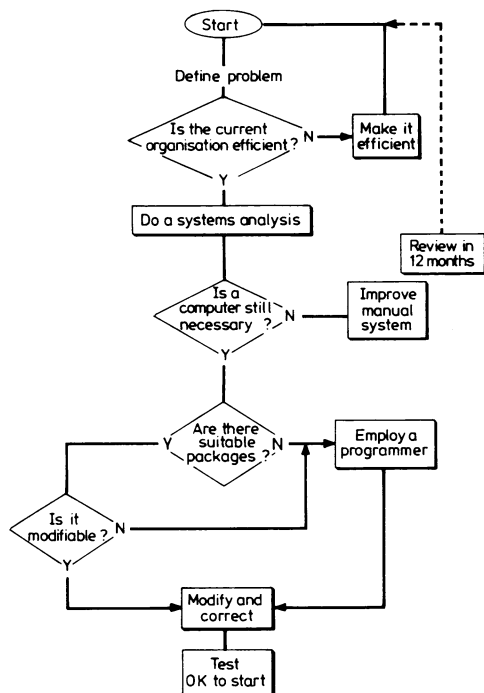 Start
Define problem
Is the current
organisation efficient?
N
Y
Make it
efficient
Do a systems analysis
Review in
12 months
Is a
computer still
necessary
?
N
Y
Improve
manual
system
Are there
suitable
packages ?
Y
N
Employ a
programmer
Is it
modifiable ?
N
Y
Modify and
correct
Test
OK to start